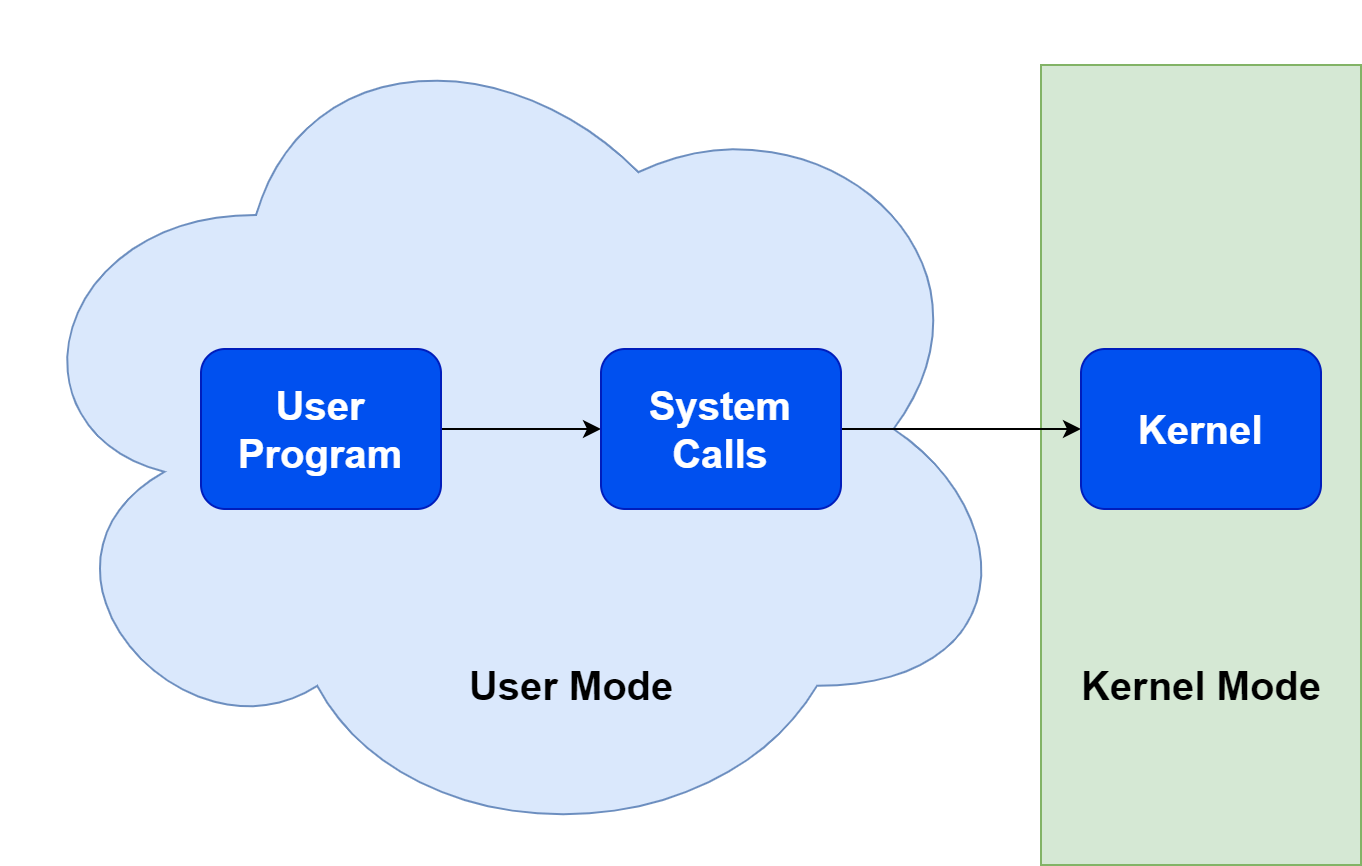 User
Program
System
Calls
Kernel
User Mode
Kernel Mode